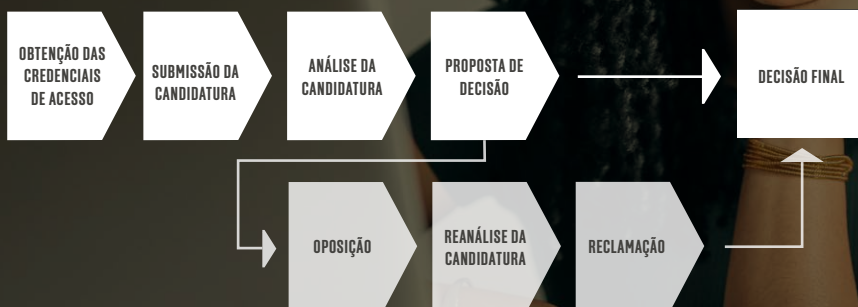 OBTENÇÃO DAS
CREDENCIAIS
DE ACESSO
SUBMISSÃO DA
CANDIDATURA
ANÁLISE DA
CANDIDATURA
PROPOSTA DE
DECISÃO
DECISÃO FINAL
OPOSIÇÃO
REANÁLISE DA
CANDIDATURA
RECLAMAÇÃO